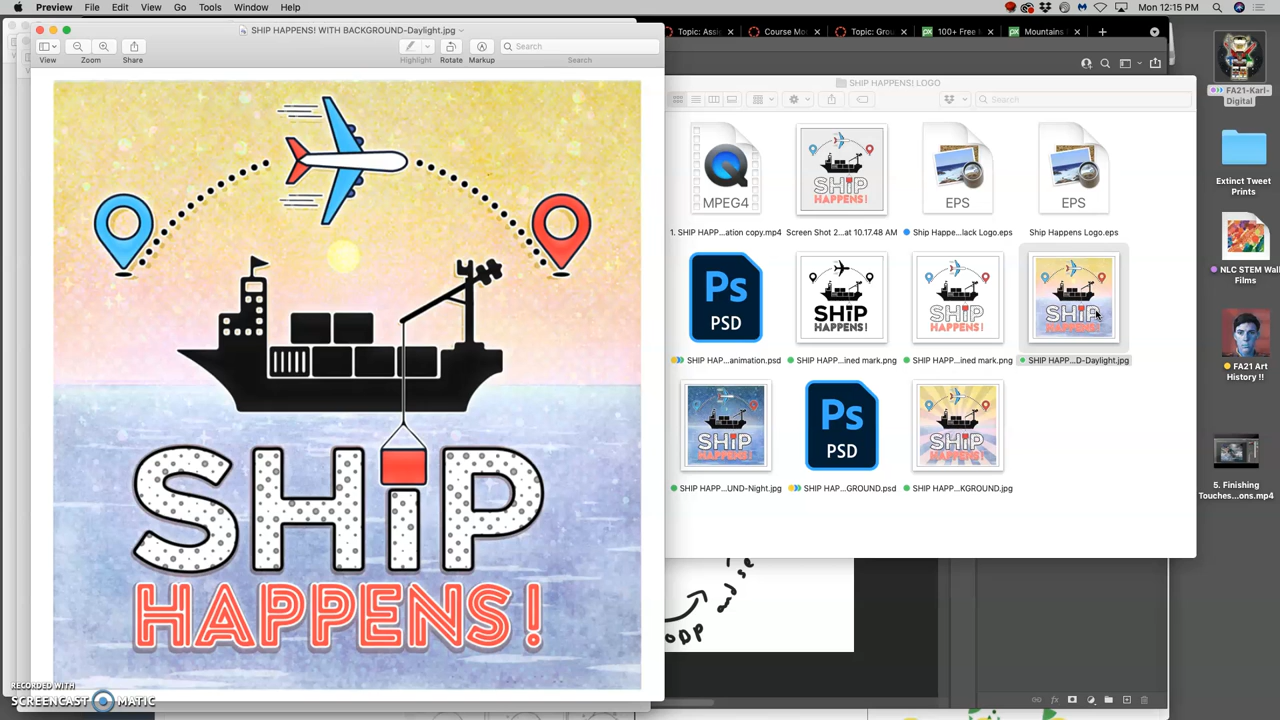 Preview File Edit View Go Tools Window Help
Mon 12:15 PM
SHIP HAPPENS! WITH BACKGROUND-Daylight.jpg
View Zoom Share Highlight Rotate Markup Search
Search
SHIP
HAPPENS!
RECORDED WITH
SCREENCAST MATIC
Topic: Assi
Course Mo
Topic: Grou
100+ Free
Mountains
SHIP HAPPENS! LOGO
Search
MPEG4
EPS
EPS
1. SHIP HAPP...ation copy.mp4
Screen Shot 2...at 10.17.48 AM
Ship Happe...lack Logo.eps
Ship Happens Logo.eps
Ps
PSD
SHIP HAP...animation.psd
SHIP HAPP...ined mark.png
SHIP HAPP...ined mark.png
SHIP HAPP...D-Daylight.jpg
Ps
PSD
SHIP HAPP...UND-Night.jpg
SHIP HAP...GROUND.psd
SHIP HAPP...KGROUND.jpg
and se
ODP
FA21-Karl-
Digital
Extinct Tweet
Prints
NLC STEM Wall
Films
FA21 Art
History !!
5. Finishing
Touches...ons.mp4